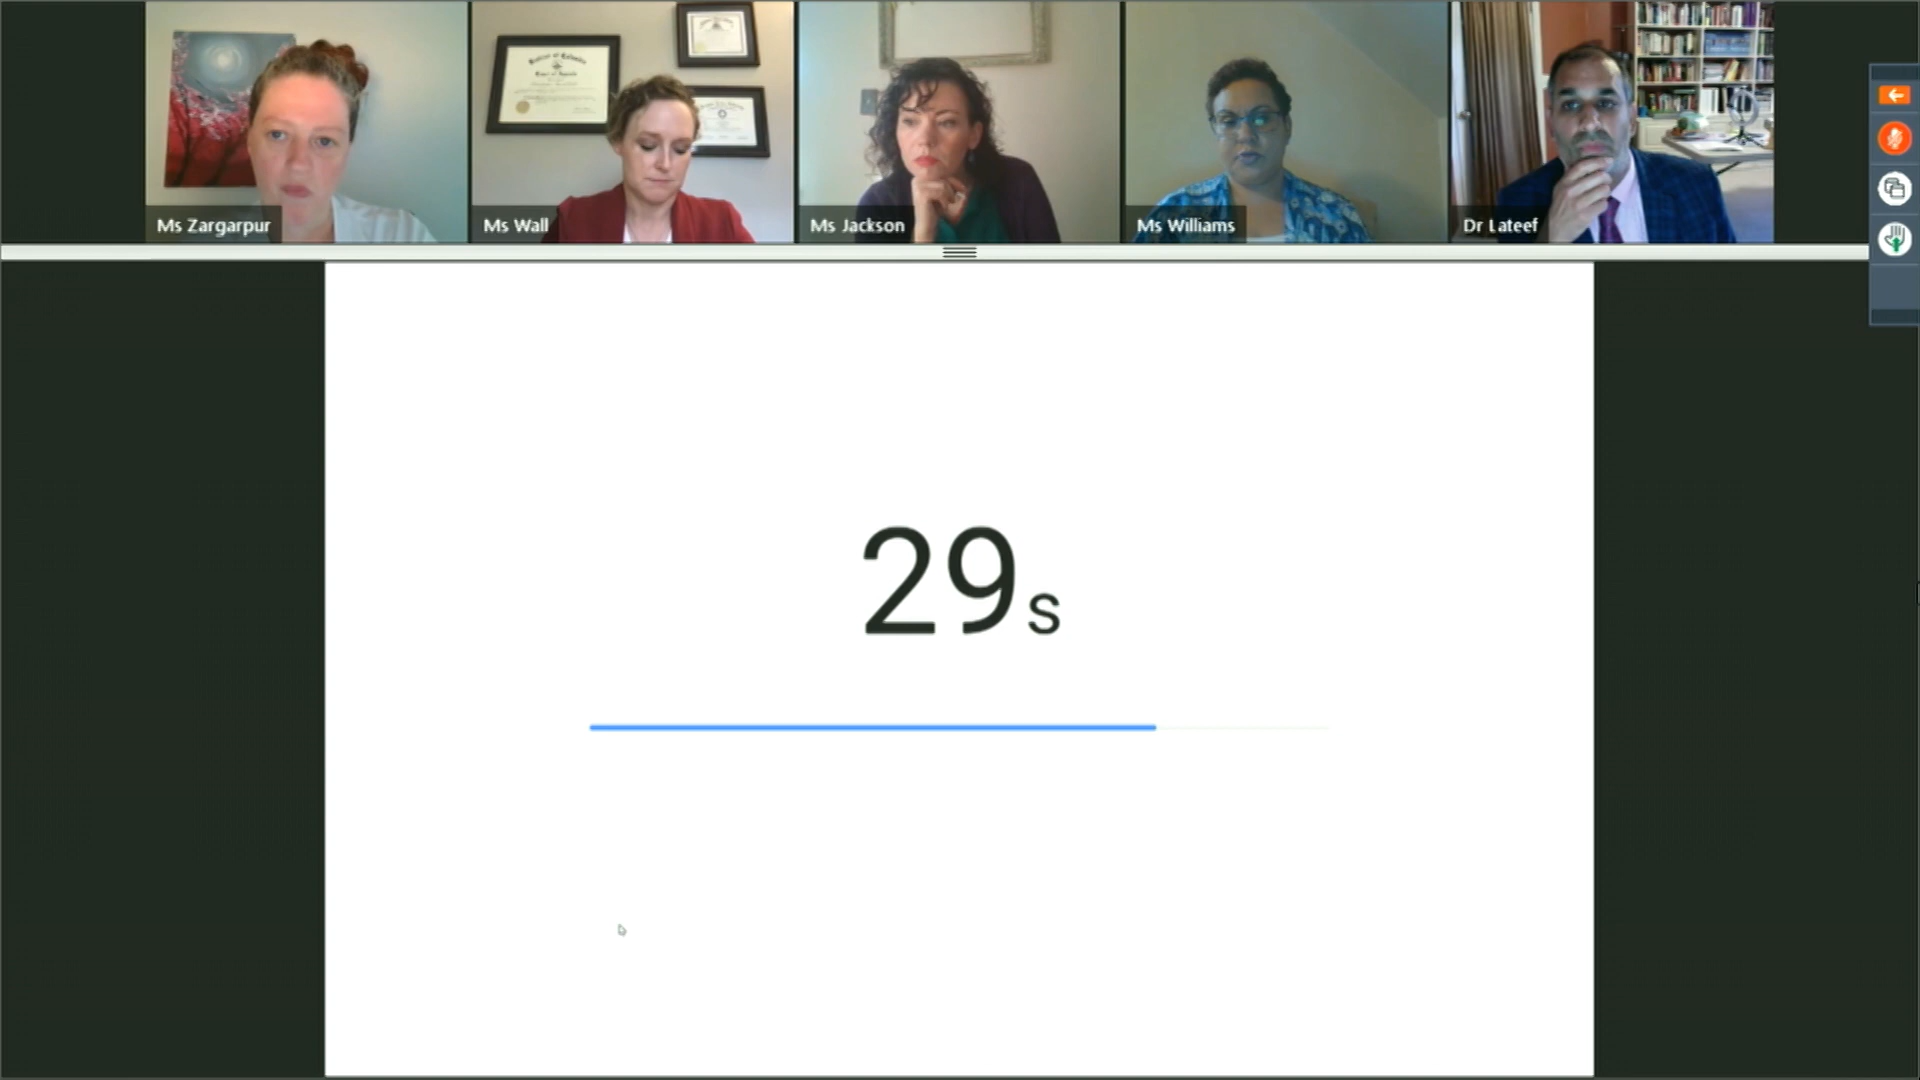 Ms Zargarpur
Ms Wall
Ms Jackson
Ms Williams
Dr Lateef
29s